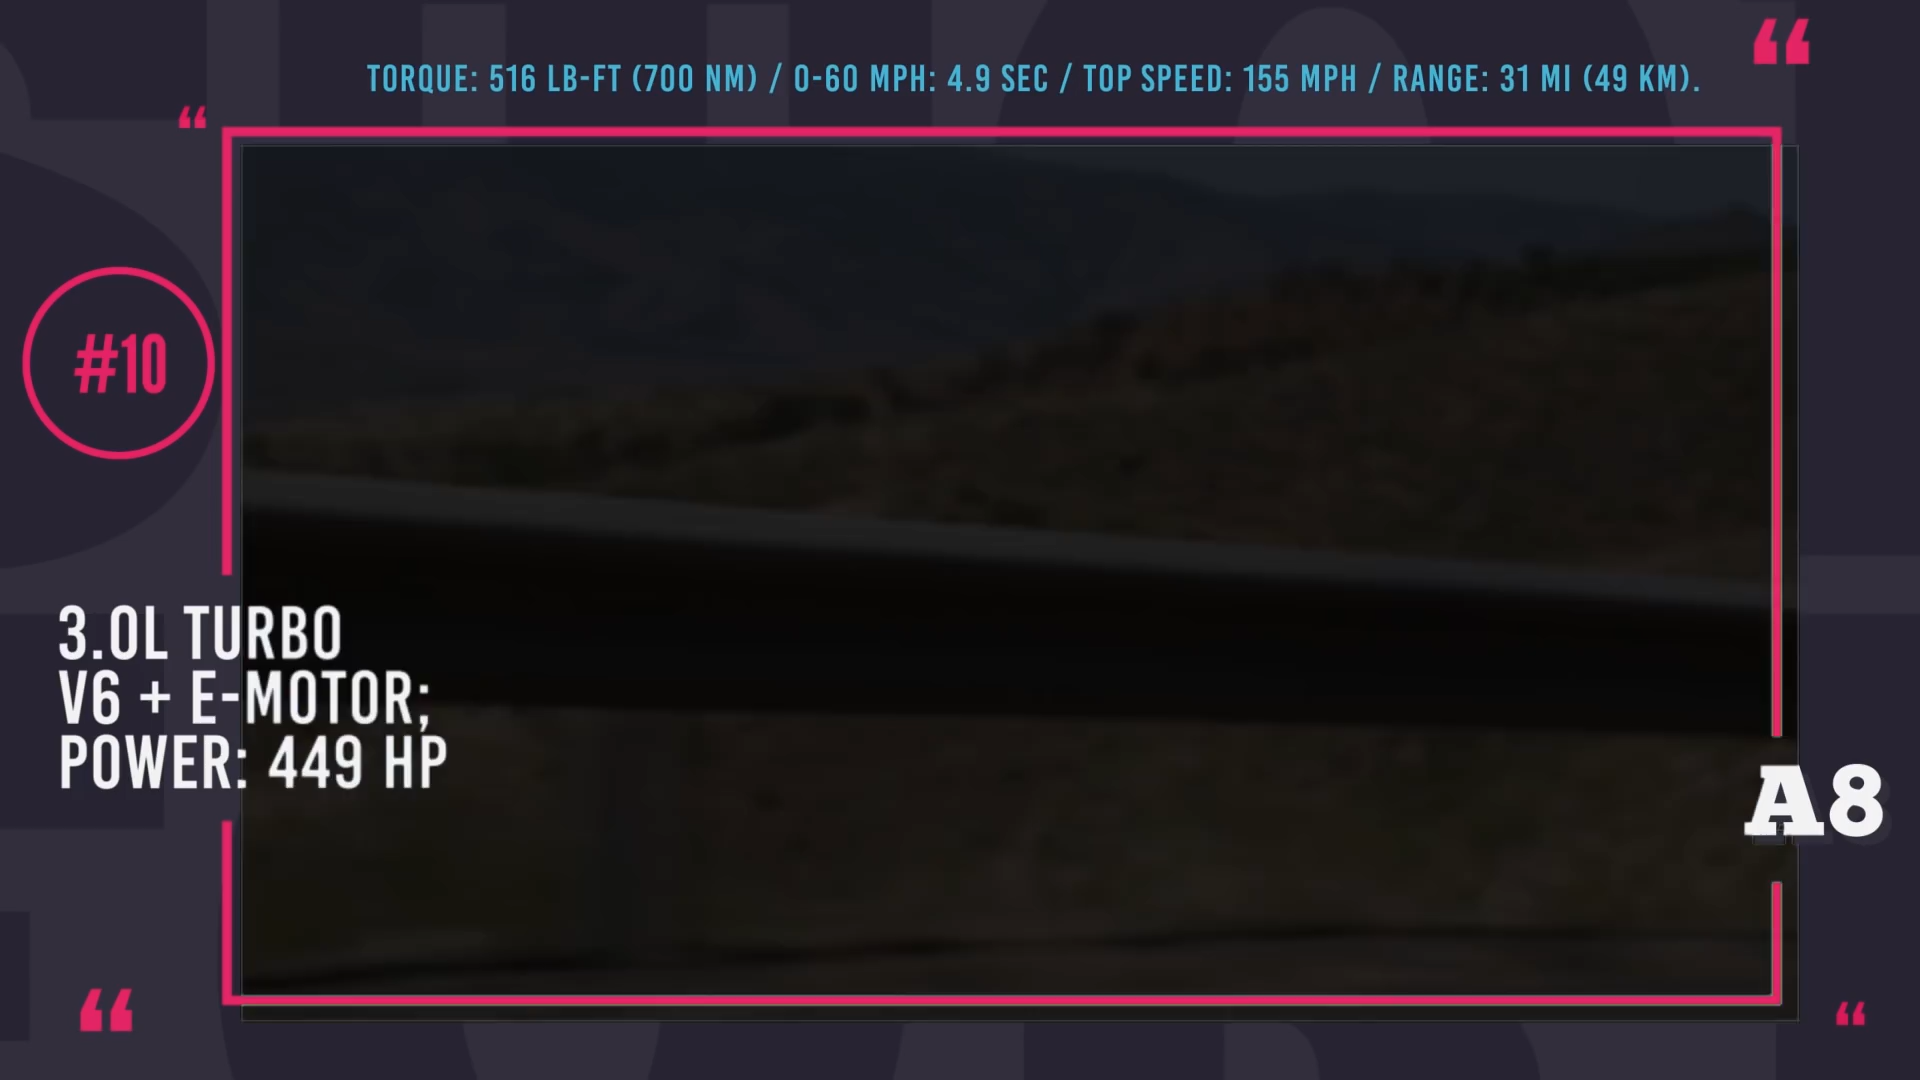 TORQUE: 516 LB-FT (700 NM) / 0-60 MPH: 4.9 SEC / TOP SPEED: 155 MPH / RANGE: 31 MI (49 KM).
#10
3.0L TURBO
V6 + E-MOTOR;
POWER: 449 HP
A8